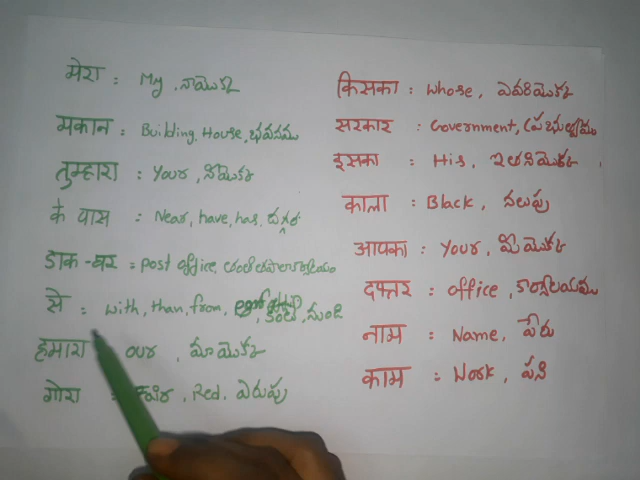 मेरा : My, నాయొక్క
मकान : Building, House, భవనము
तुम्हारा : Your, నీయొక్క
के पास : Near, have, has, దగ్గర
डाक-घर : post office, తంతితపాలాకార్యాలయం
से : with, than, from, కంటె, నుండి
हमारा our, మాయొక్క
गोरा : Red, ఎరుపు
किसका : Whose, ఎవరియొక్క
सरकार : Government, ప్రభుత్వము
इसका : His, ఇతనియొక్క
काला : Black, నలుపు
आपका : Your, మీయొక్క
दफ्तर : office, కార్యాలయము
नाम : Name, పేరు
काम : Work, పని